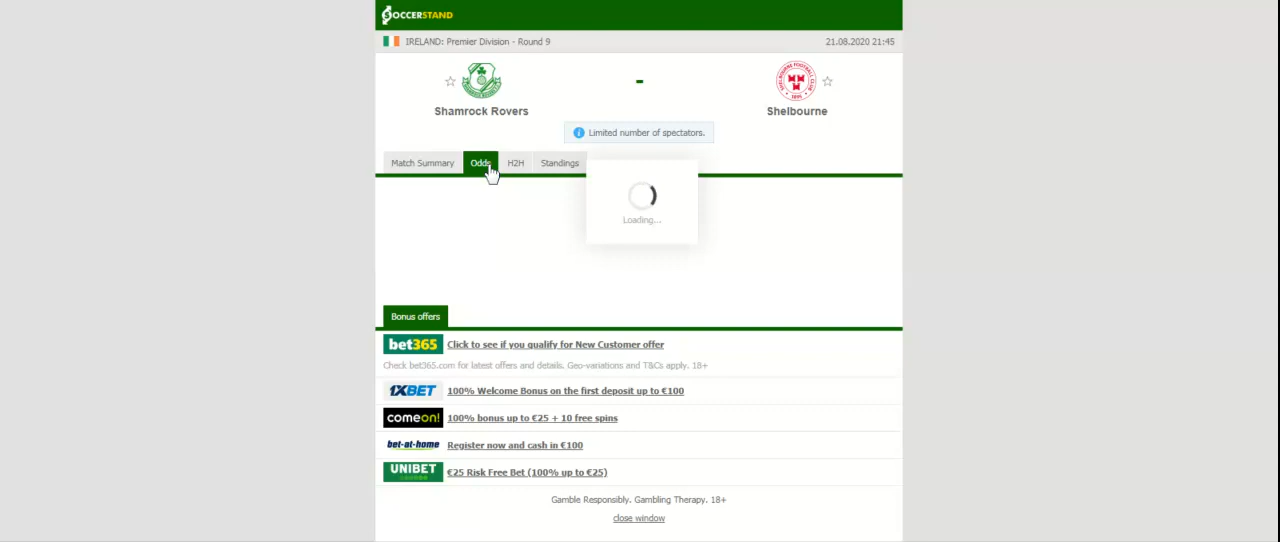 SOCCERSTAND
IRELAND: Premier Division - Round 9 21.08.2020 21:45
-
Shamrock Rovers Shelbourne
Limited number of spectators.
Match Summary Odds H2H Standings
Loading...
Bonus offers
bet365 Click to see if you qualify for New Customer offer
Check bet365.com for latest offers and details. Geo-variations and T&Cs apply. 18+
1XBET 100% Welcome Bonus on the first deposit up to €100
comeon! 100% bonus up to €25 + 10 free spins
bet-at-home Register now and cash in €100
UNIBET €25 Risk Free Bet (100% up to €25)
Gamble Responsibly. Gambling Therapy. 18+
close window